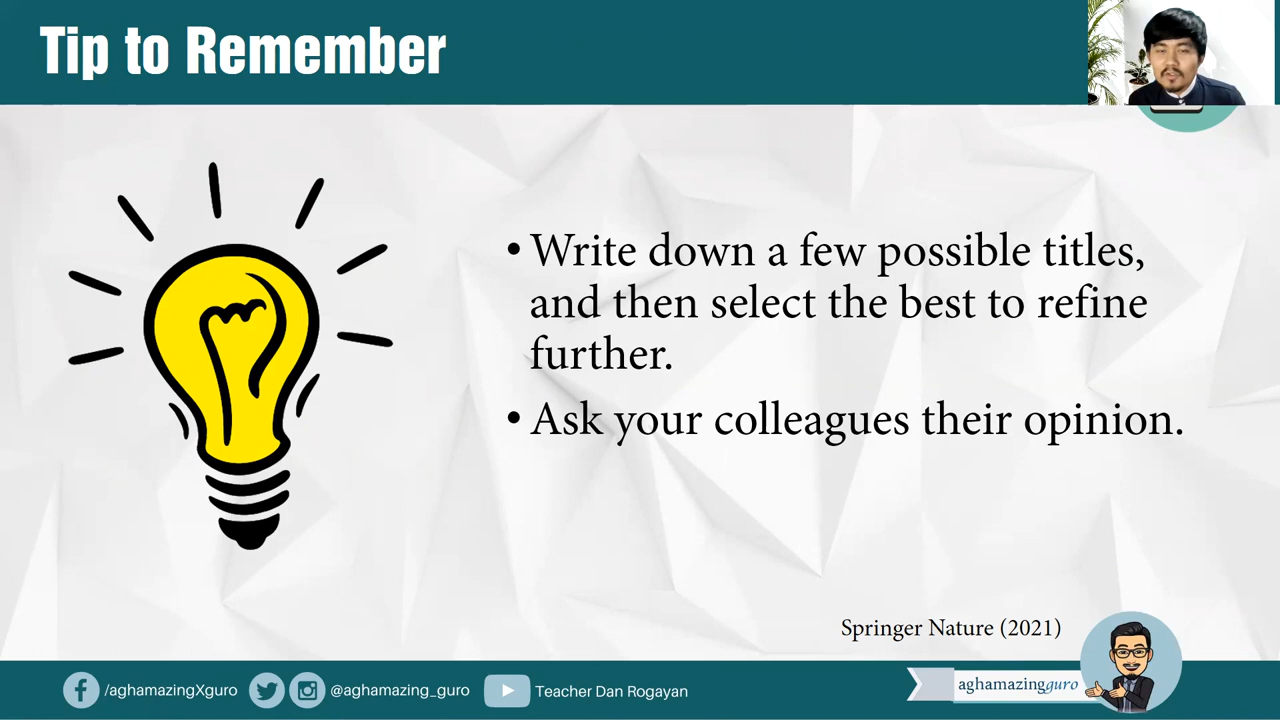 Tip to Remember
• Write down a few possible titles,
and then select the best to refine
further.
• Ask your colleagues their opinion.
Springer Nature (2021)
/aghamazingXguro
@aghamazing_guro
Teacher Dan Rogayan
aghamazingguro